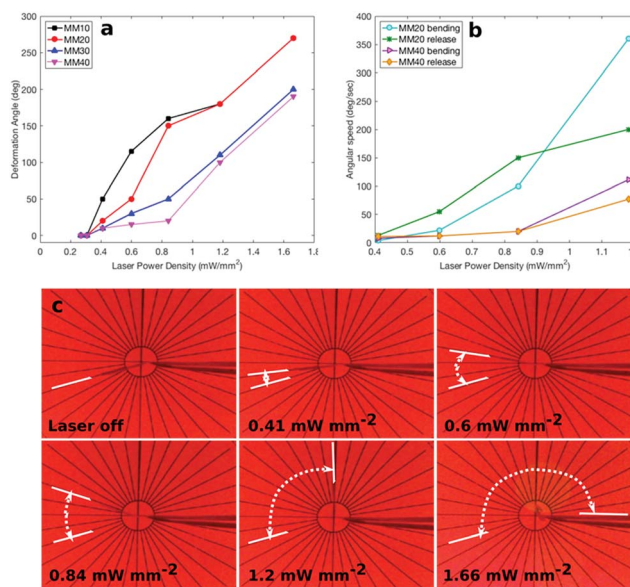 a
MM10
MM20
MM30
MM40
Deformation Angle (deg)
300
250
200
150
100
50
0
0 0.2 0.4 0.6 0.8 1 1.2 1.4 1.6
Laser Power Density (mW/mm²)
b
MM20 bending
MM20 release
MM40 bending
MM40 release
Angular speed (deg/sec)
400
350
300
250
200
150
100
50
0
0.4 0.5 0.6 0.7 0.8 0.9 1 1.1
Laser Power Density (mW/mm²)
c
Laser off
0.41 mW mm⁻²
0.6 mW mm⁻²
0.84 mW mm⁻²
1.2 mW mm⁻²
1.66 mW mm⁻²